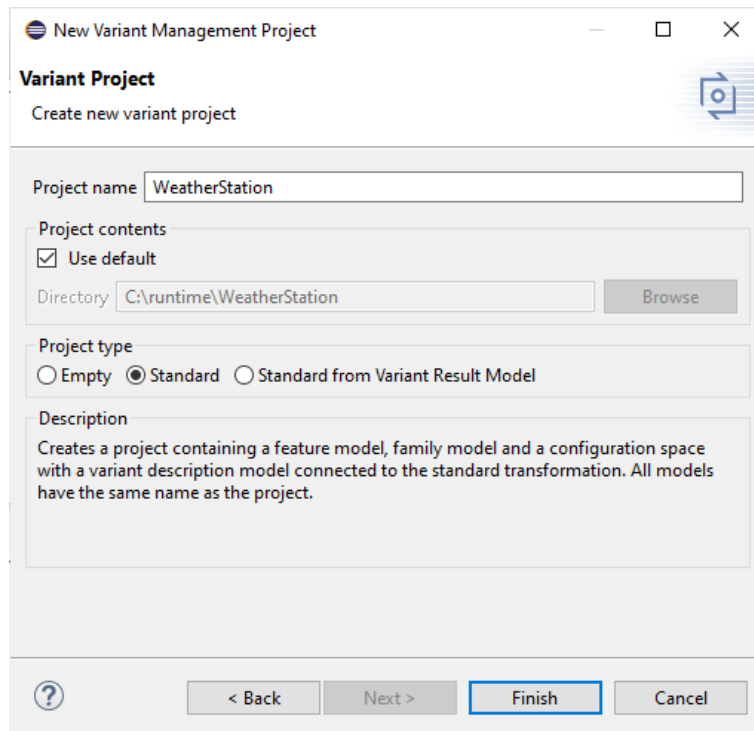 New Variant Management Project
Variant Project
Create new variant project
Project name WeatherStation
Project contents
Use default
Directory C:\runtime\WeatherStation Browse
Project type
Empty Standard Standard from Variant Result Model
Description
Creates a project containing a feature model, family model and a configuration space
with a variant description model connected to the standard transformation. All models
have the same name as the project.
? < Back Next > Finish Cancel